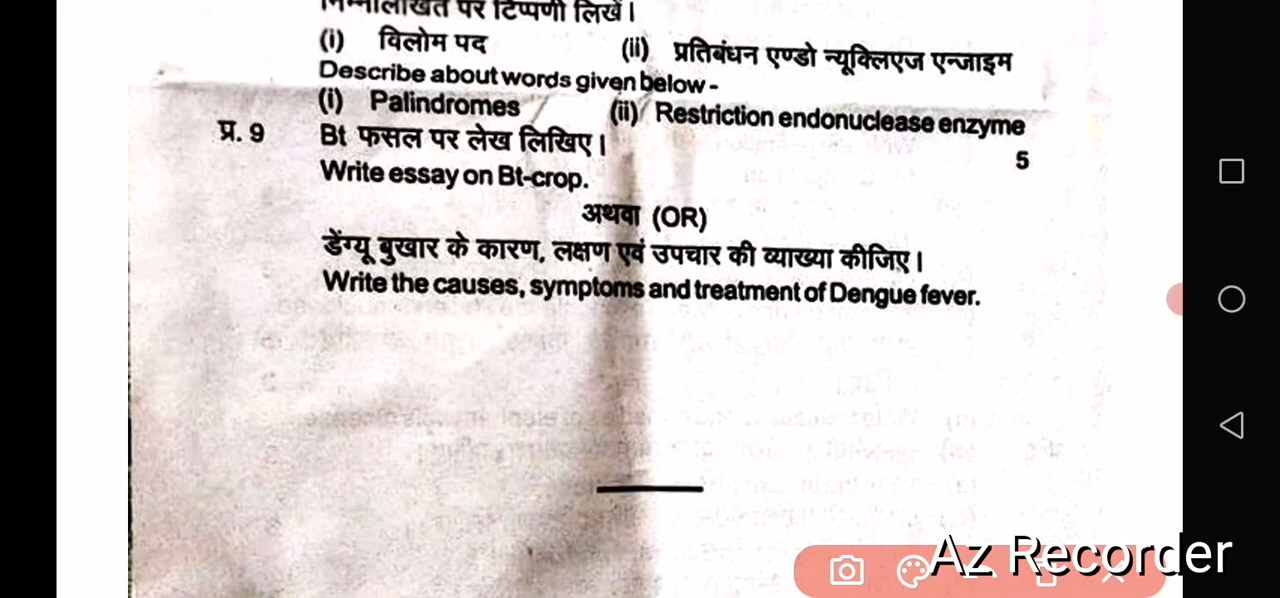 निम्नलिखित पर टिप्पणी लिखें।
(i) विलोम पद (ii) प्रतिबंधन एण्डो न्यूक्लिएज एन्जाइम
Describe about words given below -
(i) Palindromes (ii) Restriction endonuclease enzyme
प्र. 9 Bt फसल पर लेख लिखिए। 5
Write essay on Bt-crop.
अथवा (OR)
डेंग्यू बुखार के कारण, लक्षण एवं उपचार की व्याख्या कीजिए।
Write the causes, symptoms and treatment of Dengue fever.
Az Recorder